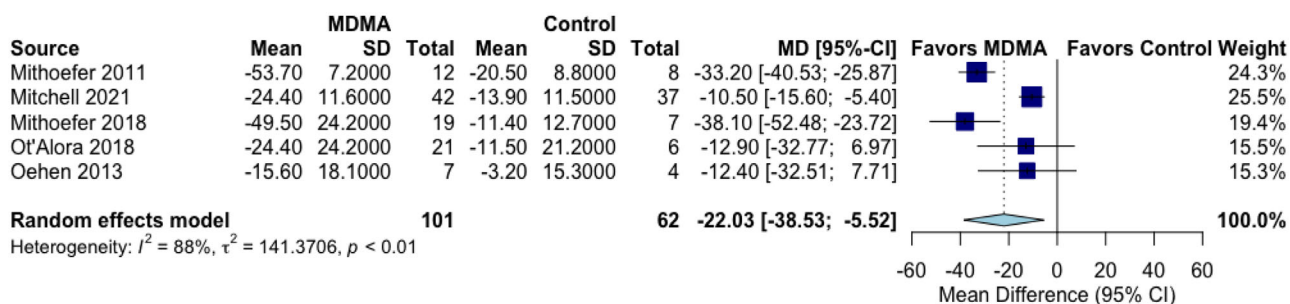 MDMA Control
Source Mean SD Total Mean SD Total MD [95%-CI] Favors MDMA Favors Control Weight
Mithoefer 2011 -53.70 7.2000 12 -20.50 8.8000 8 -33.20 [-40.53; -25.87] 24.3%
Mitchell 2021 -24.40 11.6000 42 -13.90 11.5000 37 -10.50 [-15.60; -5.40] 25.5%
Mithoefer 2018 -49.50 24.2000 19 -11.40 12.7000 7 -38.10 [-52.48; -23.72] 19.4%
Ot'Alora 2018 -24.40 24.2000 21 -11.50 21.2000 6 -12.90 [-32.77; 6.97] 15.5%
Oehen 2013 -15.60 18.1000 7 -3.20 15.3000 4 -12.40 [-32.51; 7.71] 15.3%
Random effects model 101 62 -22.03 [-38.53; -5.52] 100.0%
Heterogeneity: I² = 88%, τ² = 141.3706, p < 0.01
-60 -40 -20 0 20 40 60
Mean Difference (95% CI)